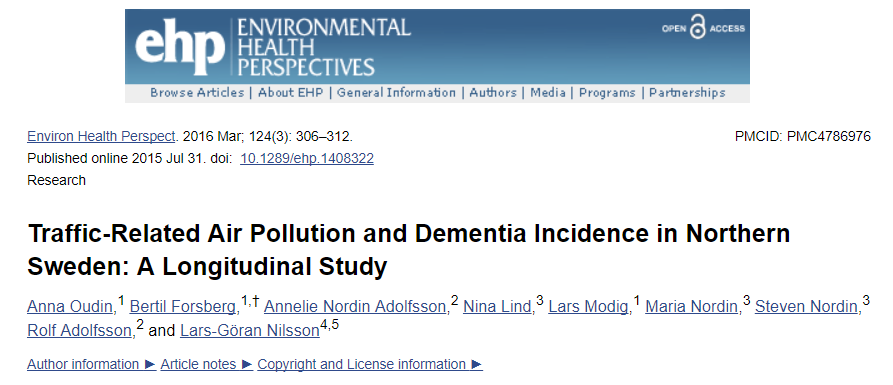 ehp ENVIRONMENTAL
HEALTH
PERSPECTIVES
OPEN ACCESS
Browse Articles | About EHP | General Information | Authors | Media | Programs | Partnerships
Environ Health Perspect. 2016 Mar; 124(3): 306–312. PMCID: PMC4786976
Published online 2015 Jul 31. doi: 10.1289/ehp.1408322
Research
Traffic-Related Air Pollution and Dementia Incidence in Northern
Sweden: A Longitudinal Study
Anna Oudin,1 Bertil Forsberg,1,† Annelie Nordin Adolfsson,2 Nina Lind,3 Lars Modig,1 Maria Nordin,3 Steven Nordin,3
Rolf Adolfsson,2 and Lars-Göran Nilsson4,5
Author information ► Article notes ► Copyright and License information ►